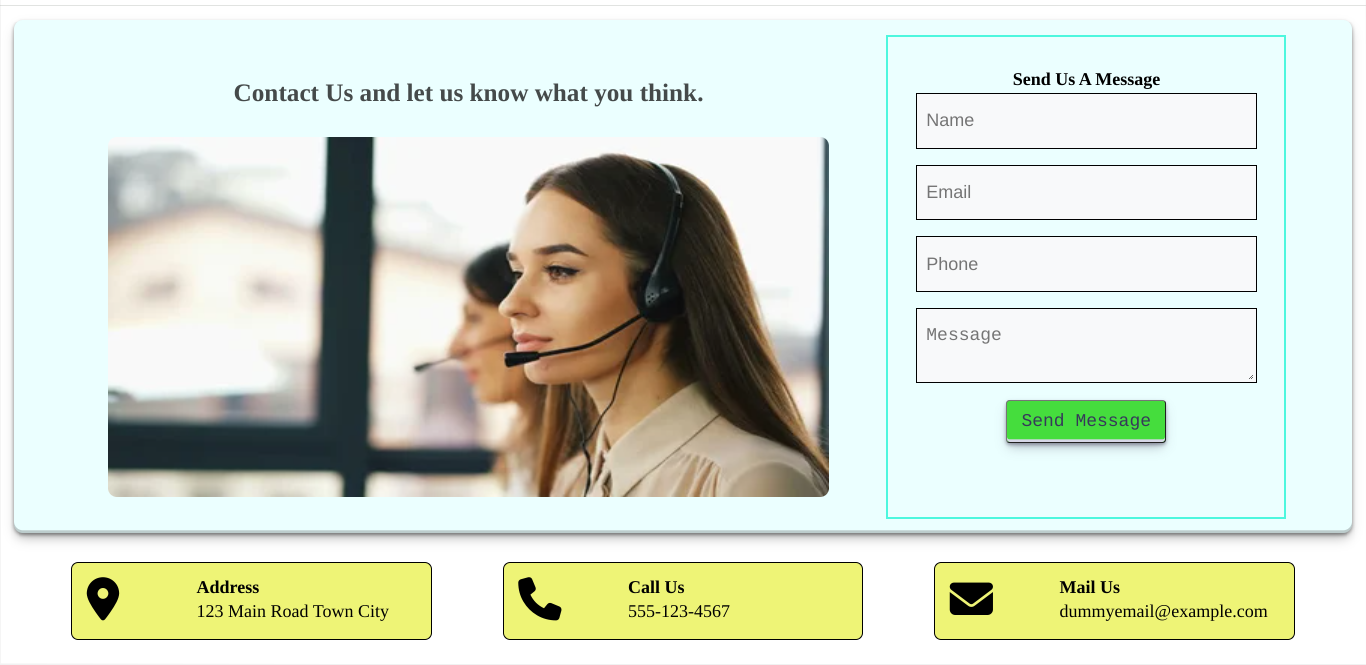 Contact Us and let us know what you think.
Send Us A Message
Name
Email
Phone
Message
Send Message
Address
123 Main Road Town City
Call Us
555-123-4567
Mail Us
dummyemail@example.com